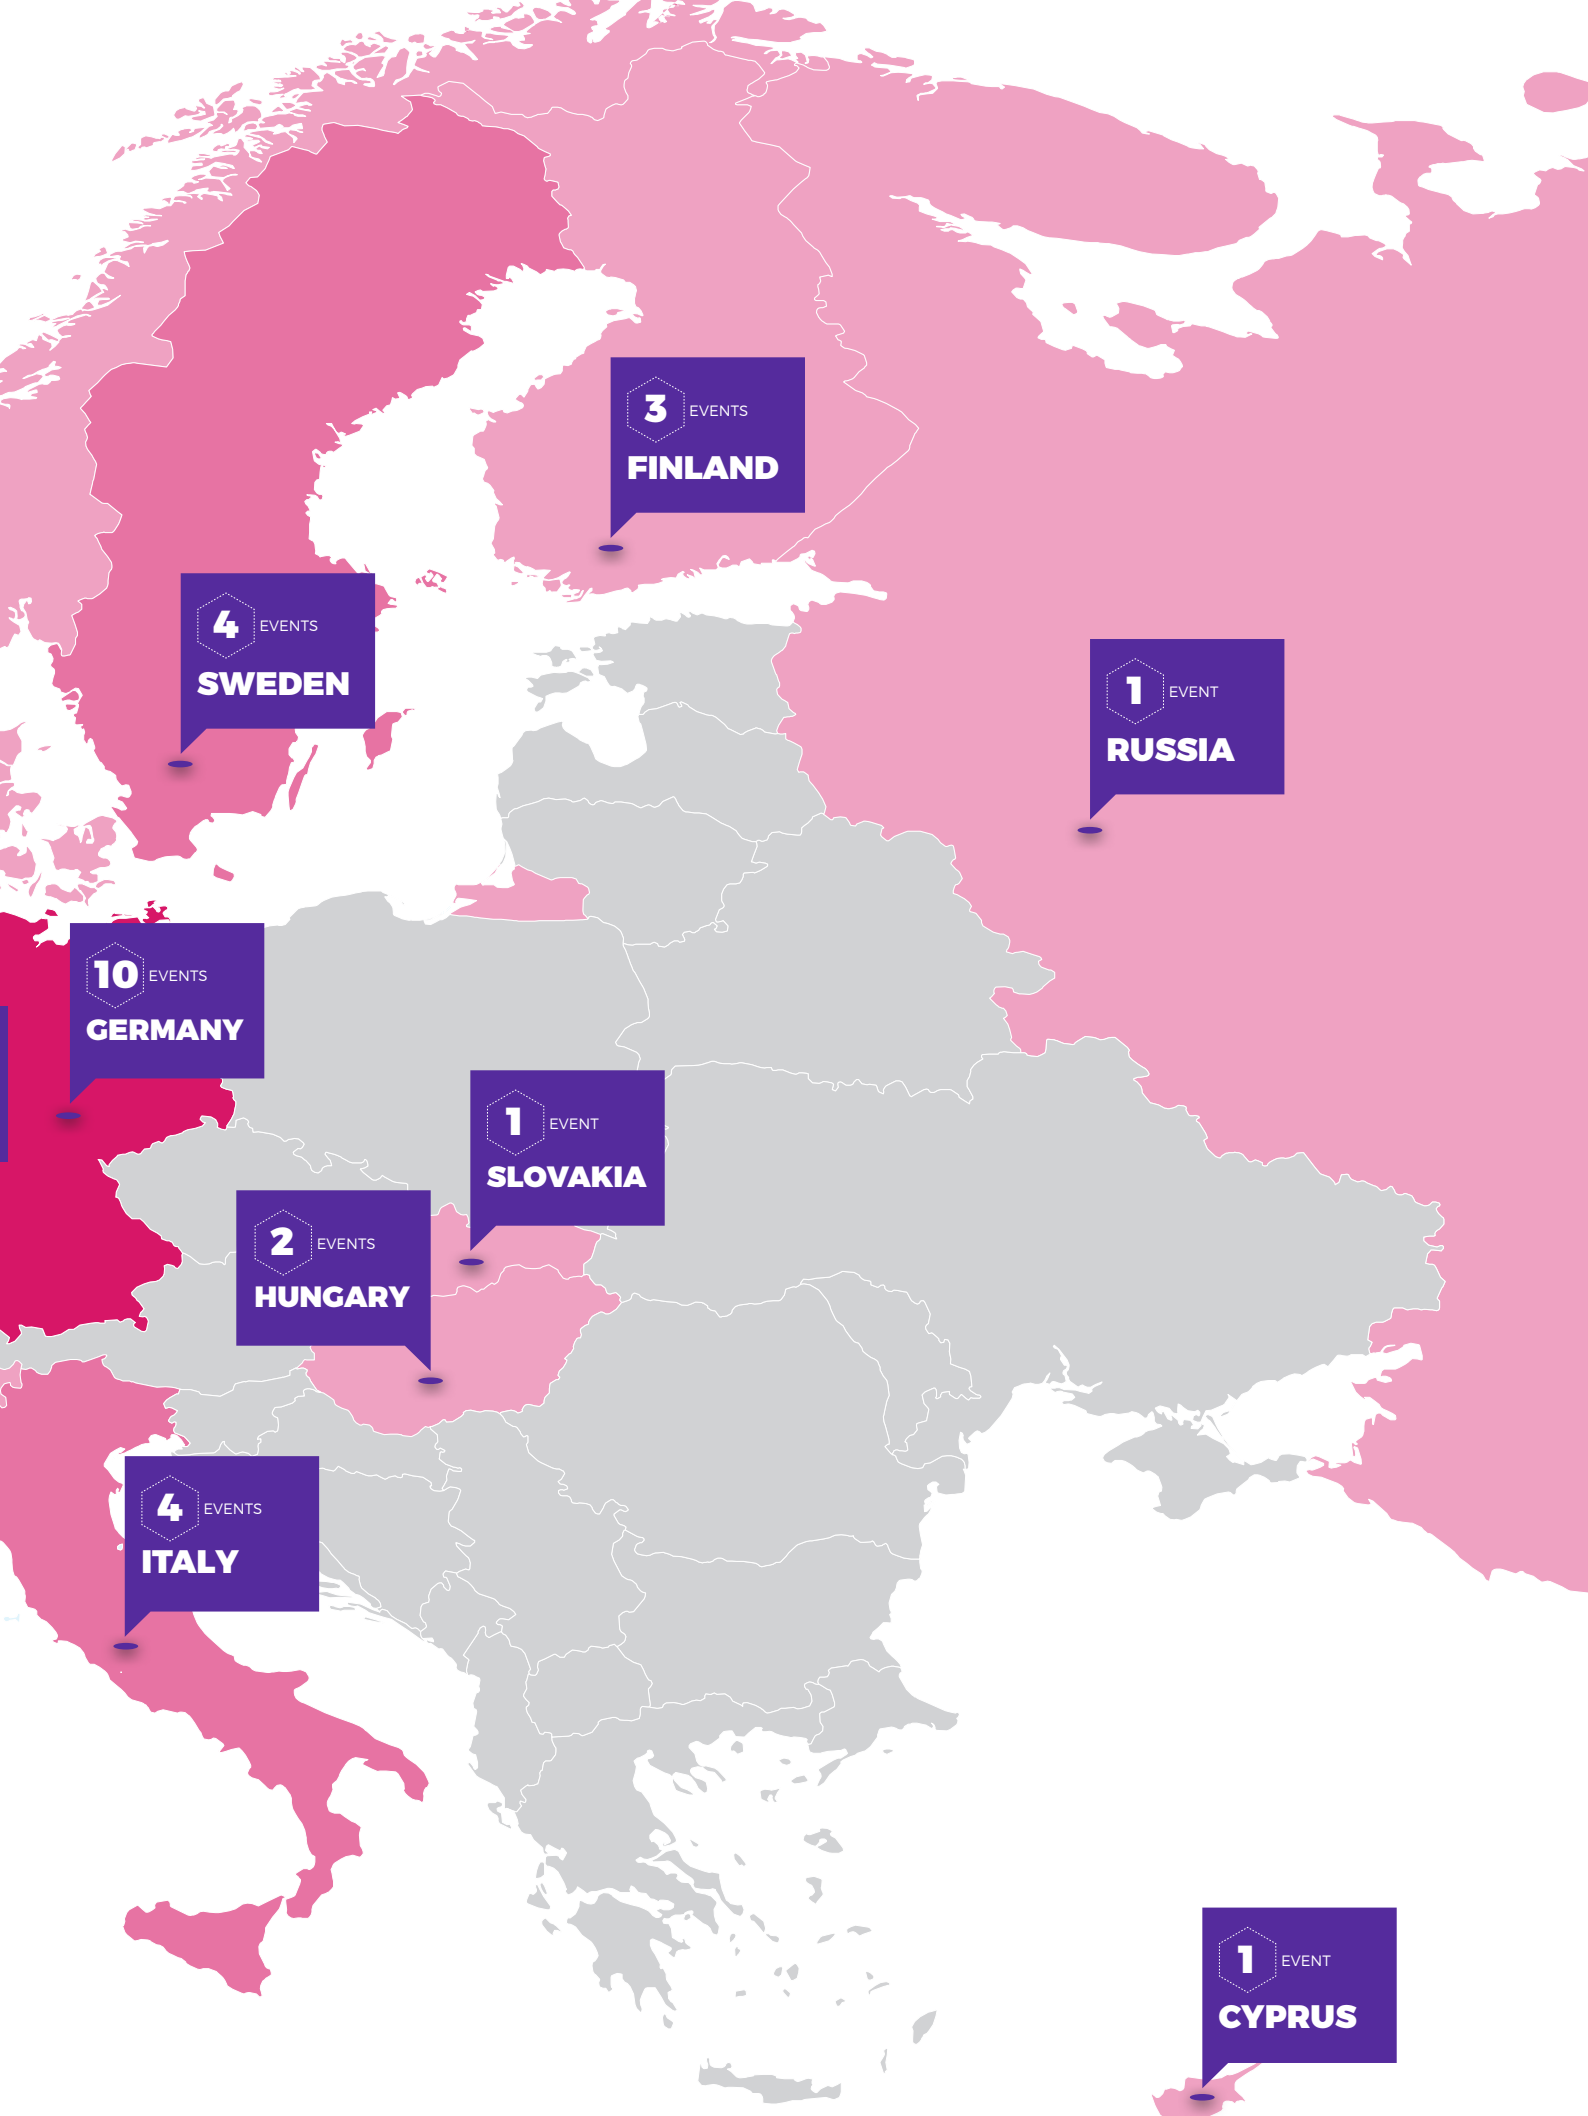 3 EVENTS
FINLAND
4 EVENTS
SWEDEN
1 EVENT
RUSSIA
10 EVENTS
GERMANY
1 EVENT
SLOVAKIA
2 EVENTS
HUNGARY
4 EVENTS
ITALY
1 EVENT
CYPRUS